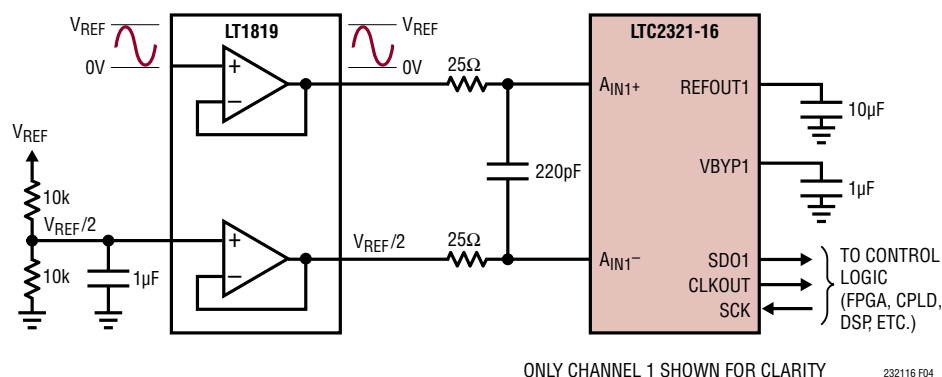 VREF
0V
LT1819
VREF
0V
25Ω
LTC2321-16
AIN1+
REFOUT1
10µF
VREF
10k
VREF/2
10k
1µF
220pF
VBYP1
1µF
VREF/2
25Ω
AIN1–
SDO1
CLKOUT
SCK
TO CONTROL
LOGIC
(FPGA, CPLD,
DSP, ETC.)
+
–
+
–
ONLY CHANNEL 1 SHOWN FOR CLARITY
232116 F04